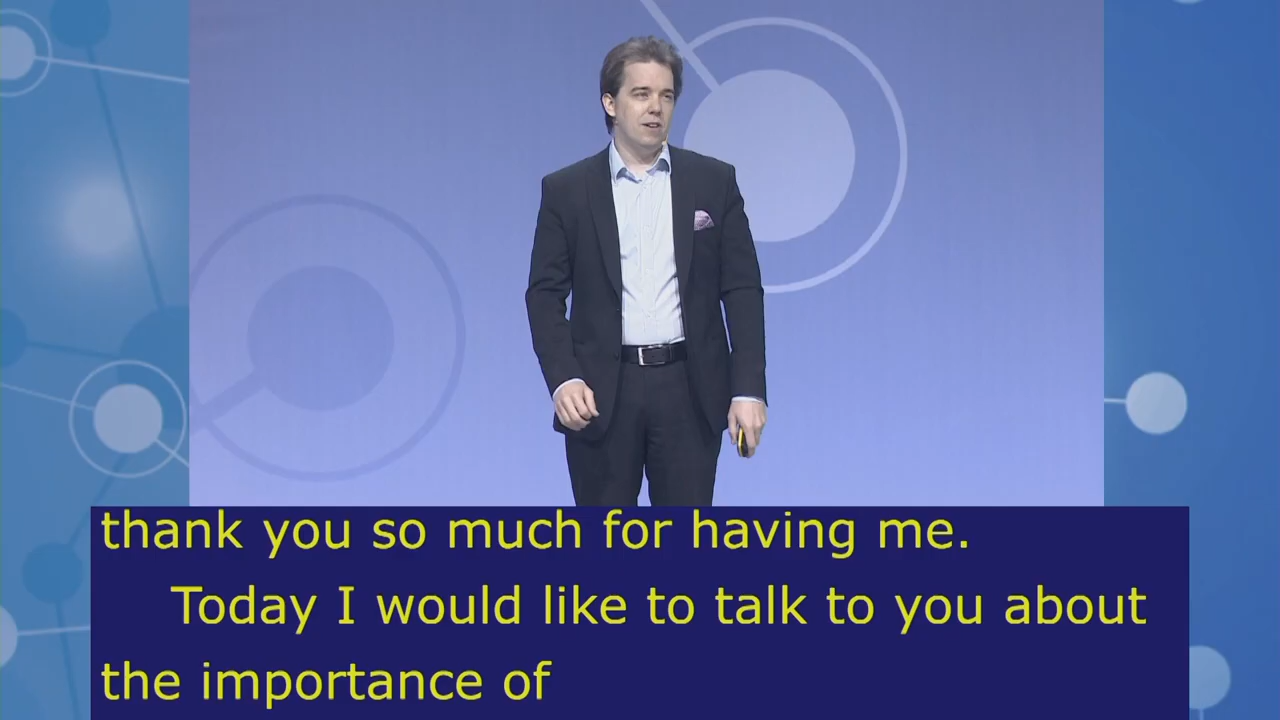 thank you so much for having me.
Today I would like to talk to you about
the importance of